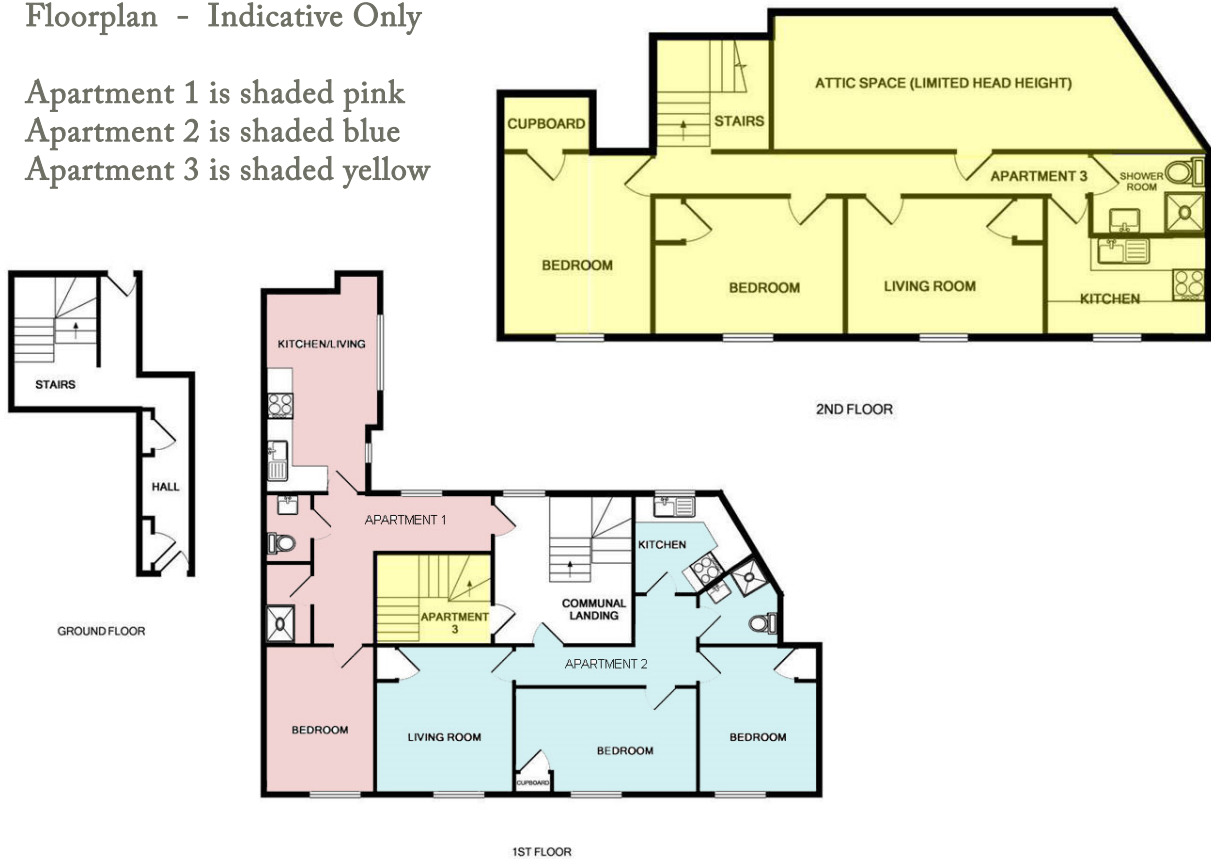 Floorplan - Indicative Only
Apartment 1 is shaded pink
Apartment 2 is shaded blue
Apartment 3 is shaded yellow
CUPBOARD
STAIRS
ATTIC SPACE (LIMITED HEAD HEIGHT)
APARTMENT 3
SHOWER
ROOM
BEDROOM
BEDROOM
LIVING ROOM
KITCHEN
2ND FLOOR
STAIRS
HALL
GROUND FLOOR
KITCHEN/LIVING
APARTMENT 1
APARTMENT
3
COMMUNAL
LANDING
KITCHEN
APARTMENT 2
BEDROOM
LIVING ROOM
BEDROOM
CUPBOARD
BEDROOM
1ST FLOOR